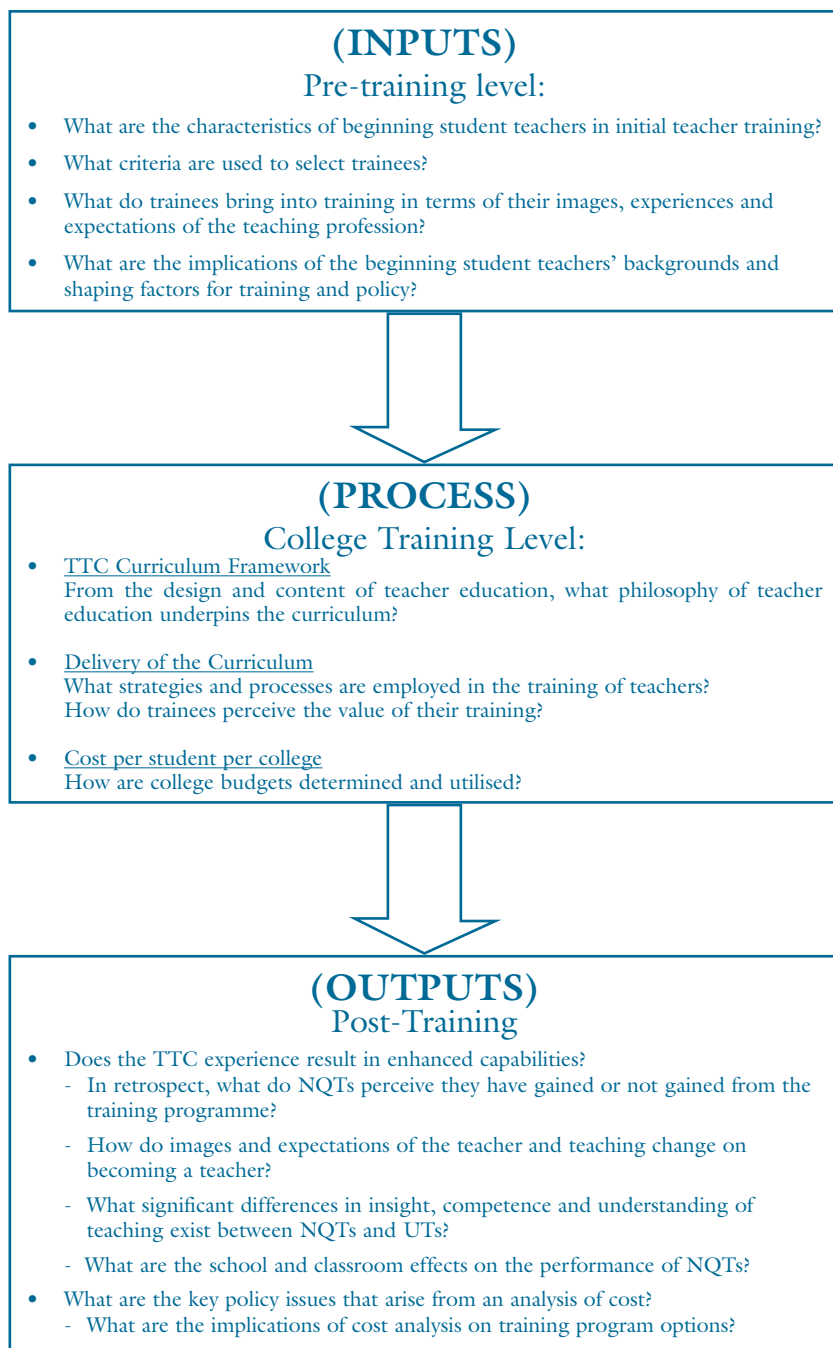 (INPUTS)
Pre-training level:
• What are the characteristics of beginning student teachers in initial teacher training?
• What criteria are used to select trainees?
• What do trainees bring into training in terms of their images, experiences and
expectations of the teaching profession?
• What are the implications of the beginning student teachers’ backgrounds and
shaping factors for training and policy?
(PROCESS)
College Training Level:
• TTC Curriculum Framework
From the design and content of teacher education, what philosophy of teacher
education underpins the curriculum?
• Delivery of the Curriculum
What strategies and processes are employed in the training of teachers?
How do trainees perceive the value of their training?
• Cost per student per college
How are college budgets determined and utilised?
(OUTPUTS)
Post-Training
• Does the TTC experience result in enhanced capabilities?
- In retrospect, what do NQTs perceive they have gained or not gained from the
training programme?
- How do images and expectations of the teacher and teaching change on
becoming a teacher?
- What significant differences in insight, competence and understanding of
teaching exist between NQTs and UTs?
- What are the school and classroom effects on the performance of NQTs?
• What are the key policy issues that arise from an analysis of cost?
- What are the implications of cost analysis on training program options?